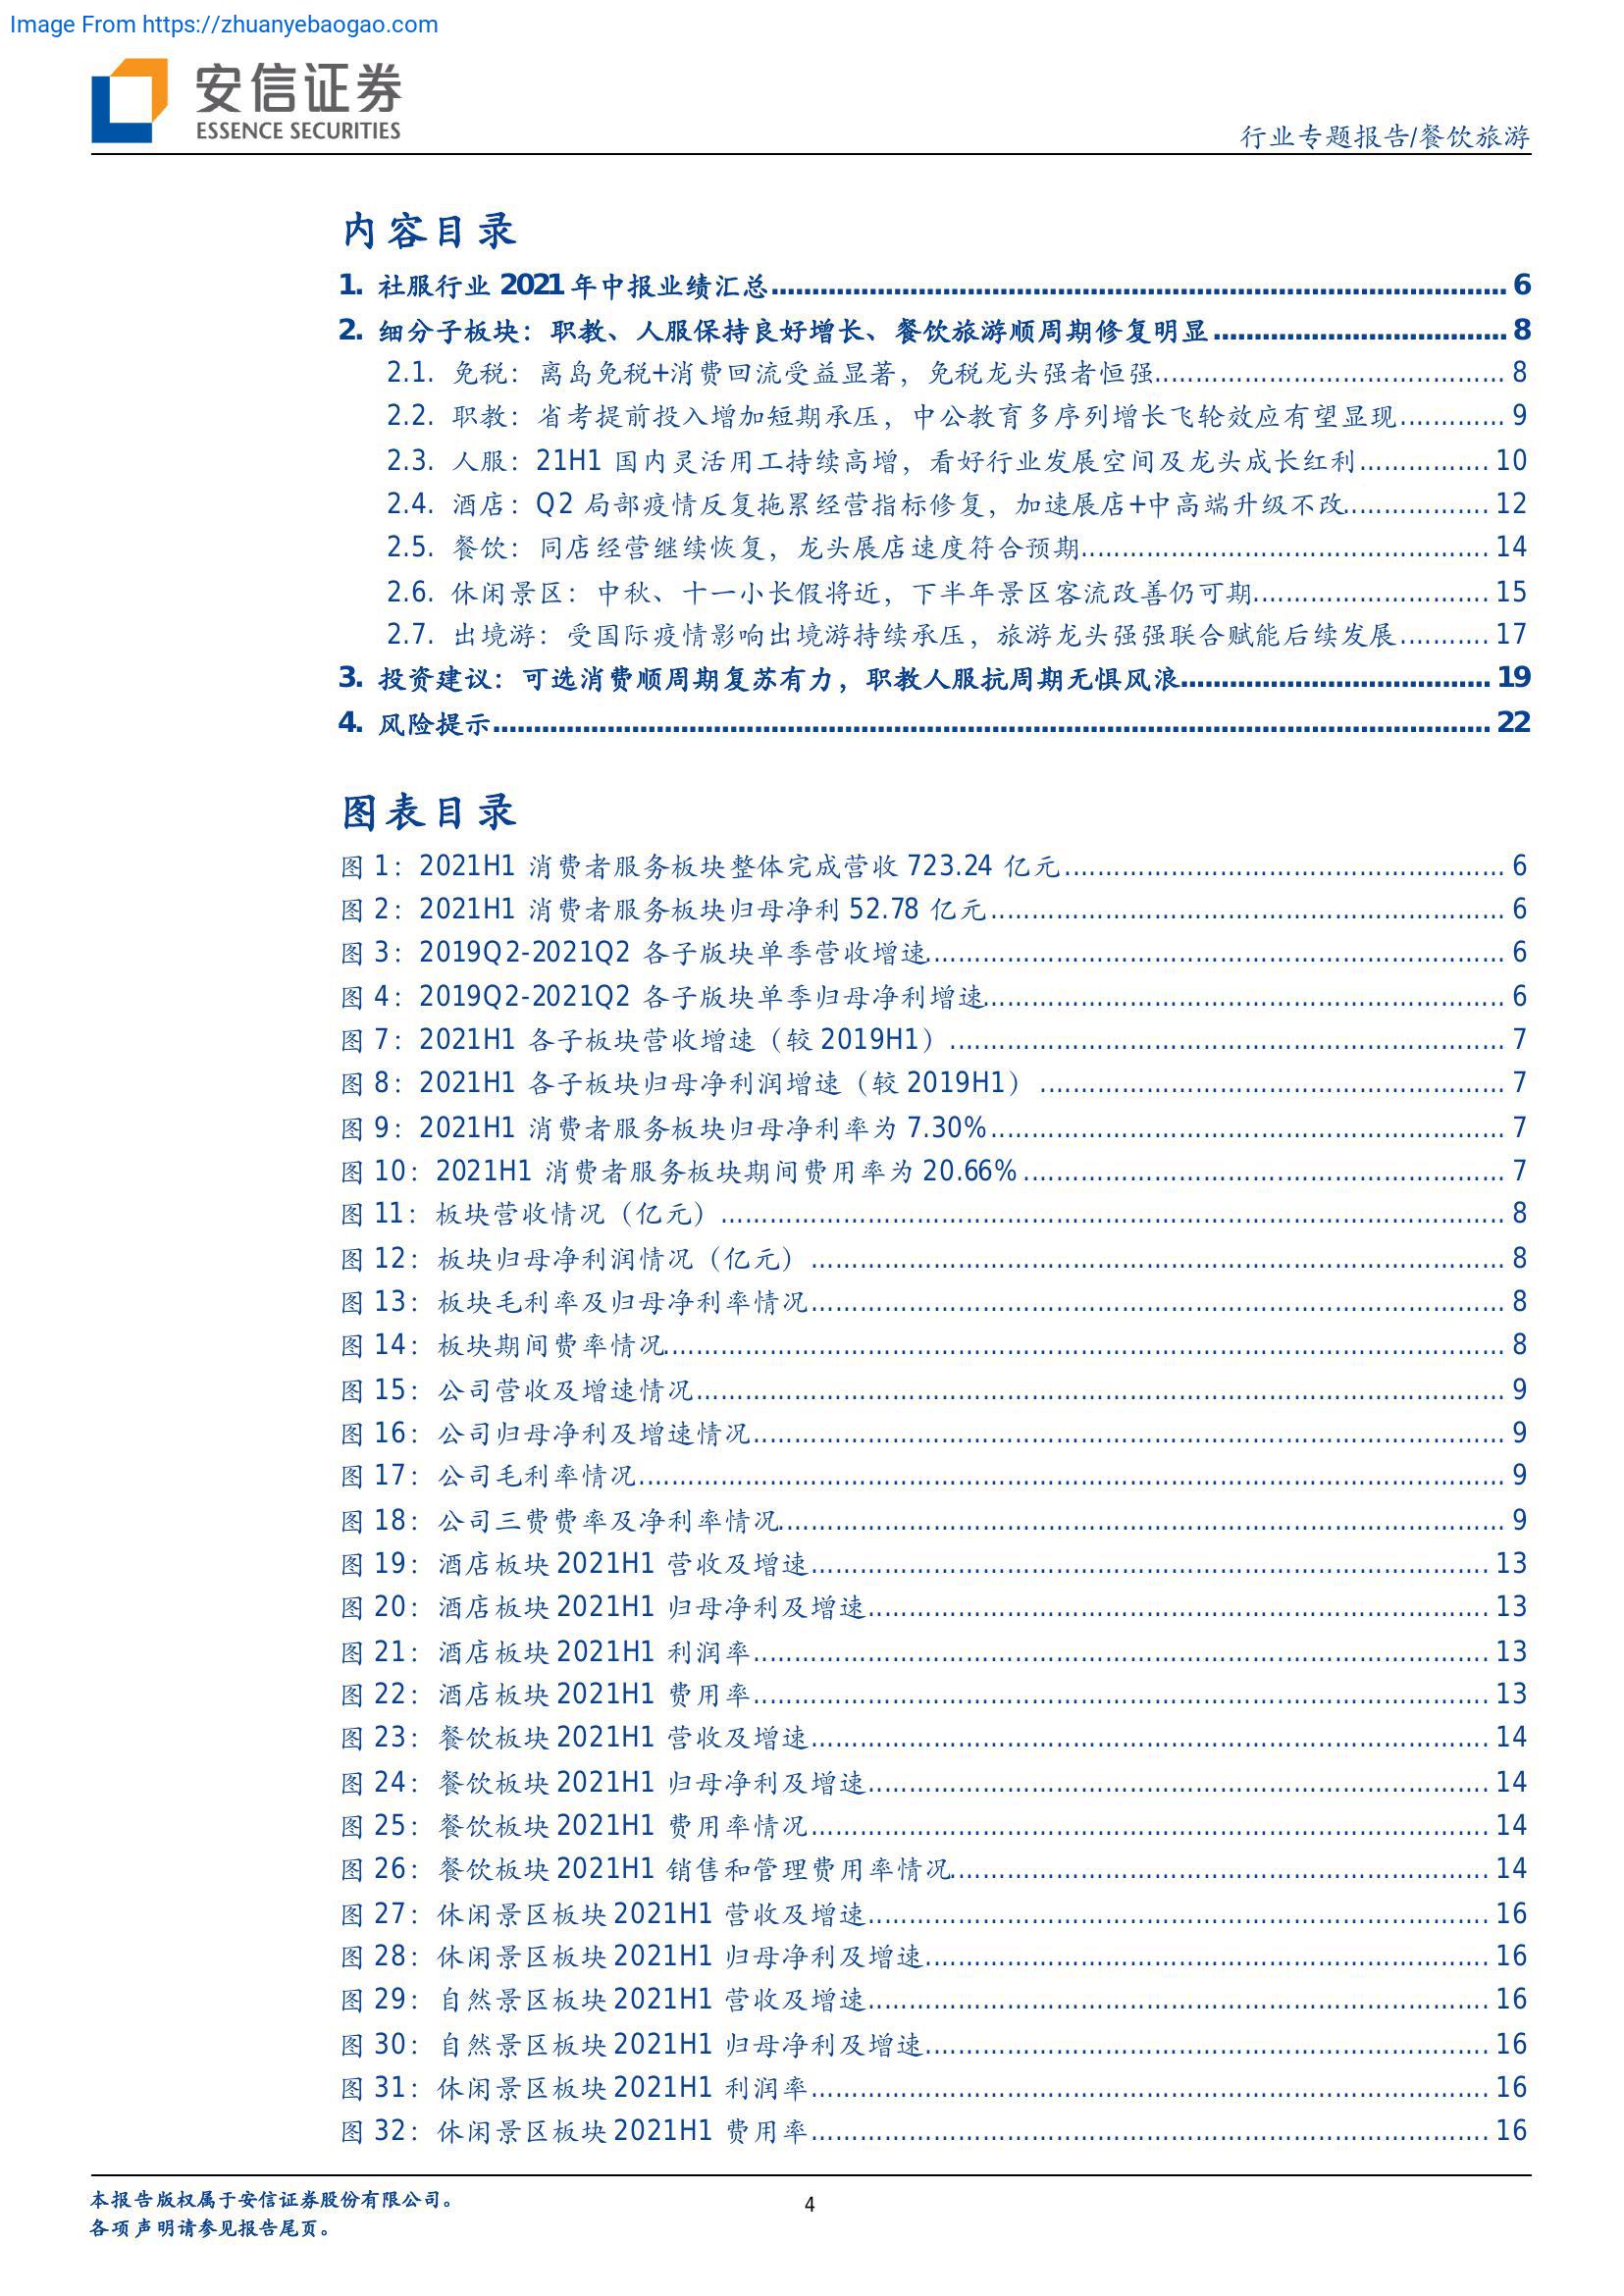 Image From https://zhuanyebaogao.com
安信证券
ESSENCE SECURITIES
行业专题报告/餐饮旅游
内容目录
1. 社服行业 2021 年中报业绩汇总 6
2. 细分子板块：职教、人服保持良好增长、餐饮旅游顺周期修复明显 8
2.1. 免税：离岛免税+消费回流受益显著，免税龙头强者恒强 8
2.2. 职教：省考提前投入增加短期承压，中公教育多序列增长飞轮效应有望显现 9
2.3. 人服：21H1 国内灵活用工持续高增，看好行业发展空间及龙头成长红利 10
2.4. 酒店：Q2 局部疫情反复拖累经营指标修复，加速展店+中高端升级不改 12
2.5. 餐饮：同店经营继续恢复，龙头展店速度符合预期 14
2.6. 休闲景区：中秋、十一小长假将近，下半年景区客流改善仍可期 15
2.7. 出境游：受国际疫情影响出境游持续承压，旅游龙头强强联合赋能后续发展 17
3. 投资建议：可选消费顺周期复苏有力，职教人服抗周期无惧风浪 19
4. 风险提示 22
图表目录
图 1：2021H1 消费者服务板块整体完成营收 723.24 亿元 6
图 2：2021H1 消费者服务板块归母净利 52.78 亿元 6
图 3：2019Q2-2021Q2 各子版块单季营收增速 6
图 4：2019Q2-2021Q2 各子版块单季归母净利增速 6
图 7：2021H1 各子板块营收增速（较 2019H1） 7
图 8：2021H1 各子板块归母净利润增速（较 2019H1） 7
图 9：2021H1 消费者服务板块归母净利率为 7.30% 7
图 10：2021H1 消费者服务板块期间费用率为 20.66% 7
图 11：板块营收情况（亿元） 8
图 12：板块归母净利润情况（亿元） 8
图 13：板块毛利率及归母净利率情况 8
图 14：板块期间费率情况 8
图 15：公司营收及增速情况 9
图 16：公司归母净利及增速情况 9
图 17：公司毛利率情况 9
图 18：公司三费费率及净利率情况 9
图 19：酒店板块 2021H1 营收及增速 13
图 20：酒店板块 2021H1 归母净利及增速 13
图 21：酒店板块 2021H1 利润率 13
图 22：酒店板块 2021H1 费用率 13
图 23：餐饮板块 2021H1 营收及增速 14
图 24：餐饮板块 2021H1 归母净利及增速 14
图 25：餐饮板块 2021H1 费用率情况 14
图 26：餐饮板块 2021H1 销售和管理费用率情况 14
图 27：休闲景区板块 2021H1 营收及增速 16
图 28：休闲景区板块 2021H1 归母净利及增速 16
图 29：自然景区板块 2021H1 营收及增速 16
图 30：自然景区板块 2021H1 归母净利及增速 16
图 31：休闲景区板块 2021H1 利润率 16
图 32：休闲景区板块 2021H1 费用率 16
本报告版权属于安信证券股份有限公司。
各项声明请参见报告尾页。
4